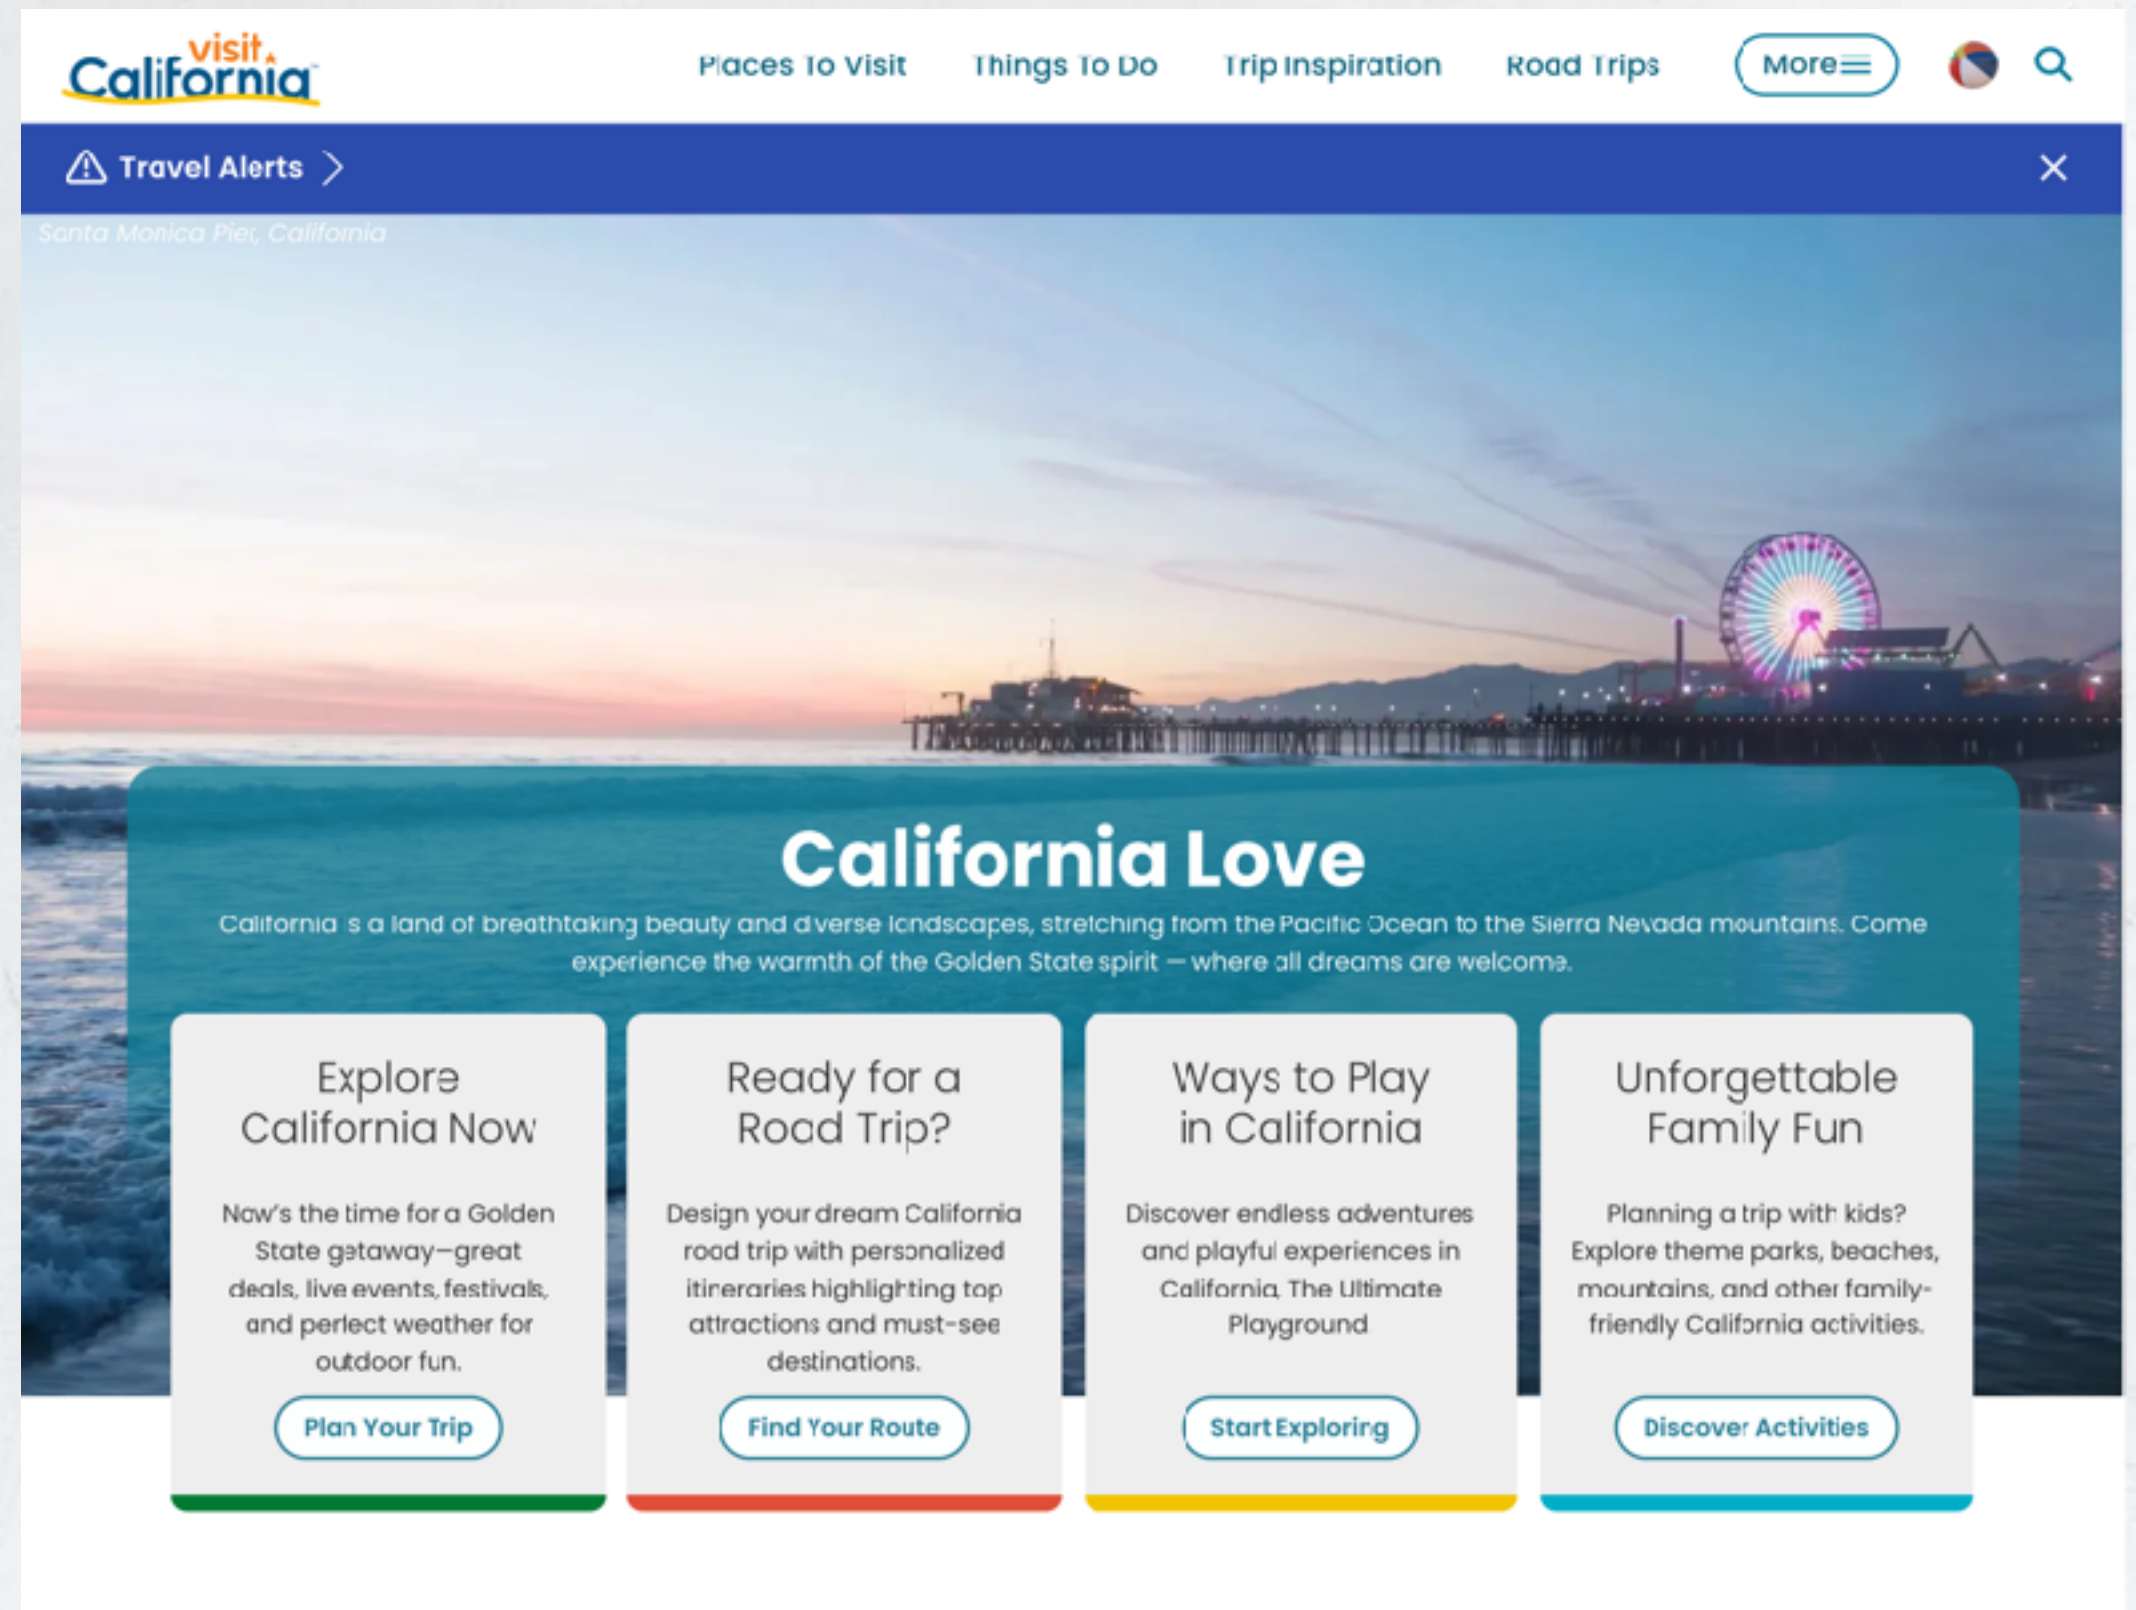 visit
California
Places To Visit
Things To Do
Trip Inspiration
Road Trips
More
Travel Alerts
Santa Monica Pier, California
California Love
California is a land of breathtaking beauty and diverse landscapes, stretching from the Pacific Ocean to the Sierra Nevada mountains. Come
experience the warmth of the Golden State spirit — where all dreams are welcome.
Explore
California Now
Now's the time for a Golden
State getaway—great
deals, live events, festivals,
and perfect weather for
outdoor fun.
Plan Your Trip
Ready for a
Road Trip?
Design your dream California
road trip with personalized
itineraries highlighting top
attractions and must-see
destinations.
Find Your Route
Ways to Play
in California
Discover endless adventures
and playful experiences in
California, The Ultimate
Playground.
Start Exploring
Unforgettable
Family Fun
Planning a trip with kids?
Explore theme parks, beaches,
mountains, and other family-
friendly California activities.
Discover Activities